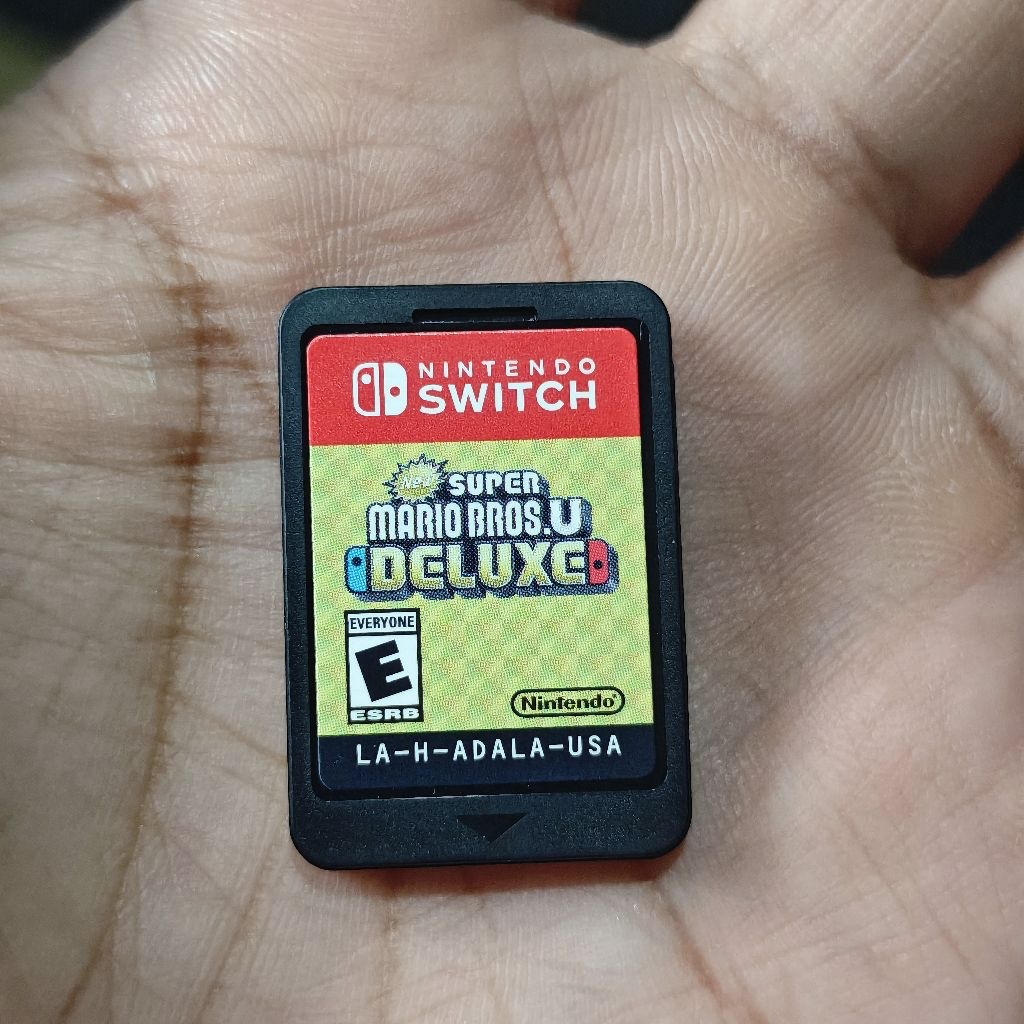 NINTENDO
SWITCH
New SUPER
MARIO BROS. U
DELUXE
EVERYONE
E
ESRB
Nintendo
LA-H-ADALA-USA